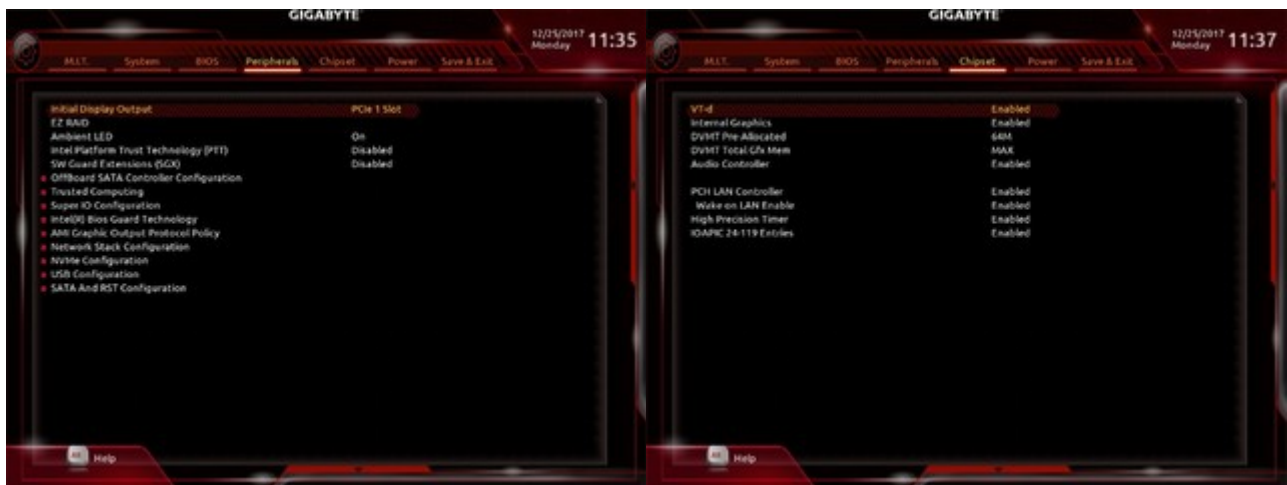 GIGABYTE
12/25/2017
Monday 11:35
M.I.T. System BIOS Peripherals Chipset Power Save & Exit
Initial Display Output PCIe 1 Slot
EZ RAID
Ambient LED On
Intel Platform Trust Technology (PTT) Disabled
SW Guard Extensions (SGX) Disabled
OffBoard SATA Controller Configuration
Trusted Computing
Super IO Configuration
Intel(R) Bios Guard Technology
AMI Graphic Output Protocol Policy
Network Stack Configuration
NVMe Configuration
USB Configuration
SATA And RST Configuration
Help
GIGABYTE
12/25/2017
Monday 11:37
M.I.T. System BIOS Peripherals Chipset Power Save & Exit
VT-d Enabled
Internal Graphics Enabled
DVMT Pre-Allocated 64M
DVMT Total Gfx Mem MAX
Audio Controller Enabled
PCH LAN Controller Enabled
Wake on LAN Enable Enabled
High Precision Timer Enabled
IOAPIC 24-119 Entries Enabled
Help